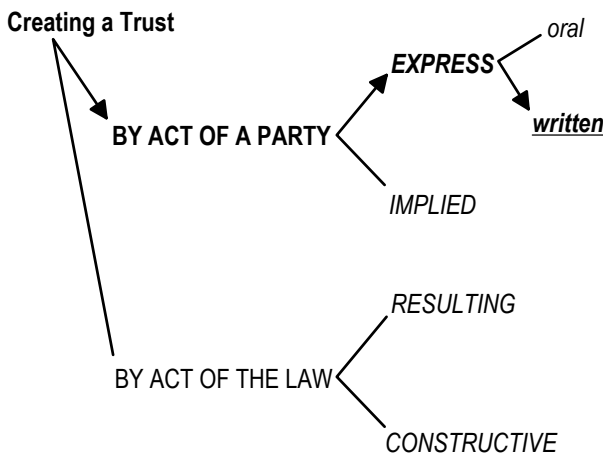 Creating a Trust
oral
EXPRESS
written
BY ACT OF A PARTY
IMPLIED
RESULTING
BY ACT OF THE LAW
CONSTRUCTIVE